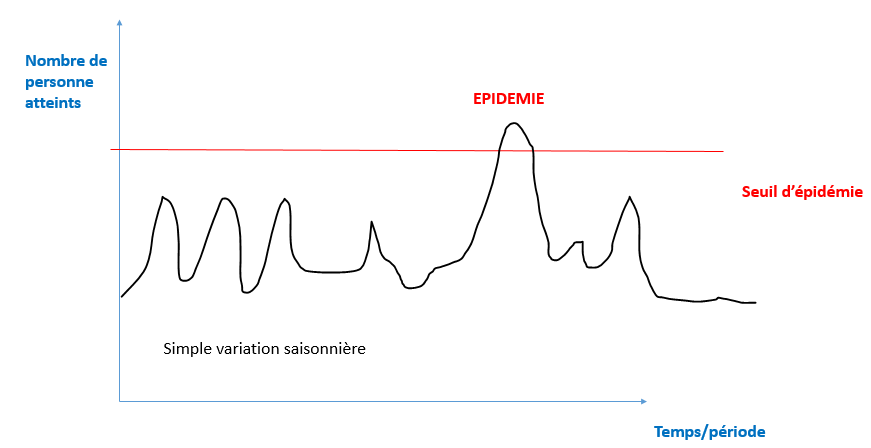 Nombre de
personne
atteints
EPIDEMIE
Seuil d’épidémie
Simple variation saisonnière
Temps/période